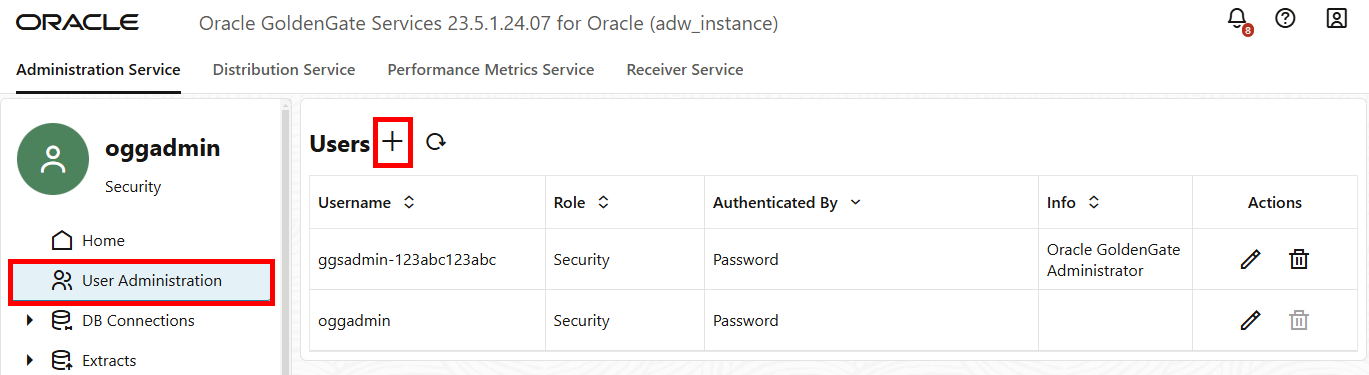 ORACLE
Oracle GoldenGate Services 23.5.1.24.07 for Oracle (adw_instance)
8
Administration Service
Distribution Service
Performance Metrics Service
Receiver Service
oggadmin
Security
Home
User Administration
DB Connections
Extracts
Users
Username
Role
Authenticated By
Info
Actions
ggsadmin-123abc123abc
Security
Password
Oracle GoldenGate
Administrator
oggadmin
Security
Password